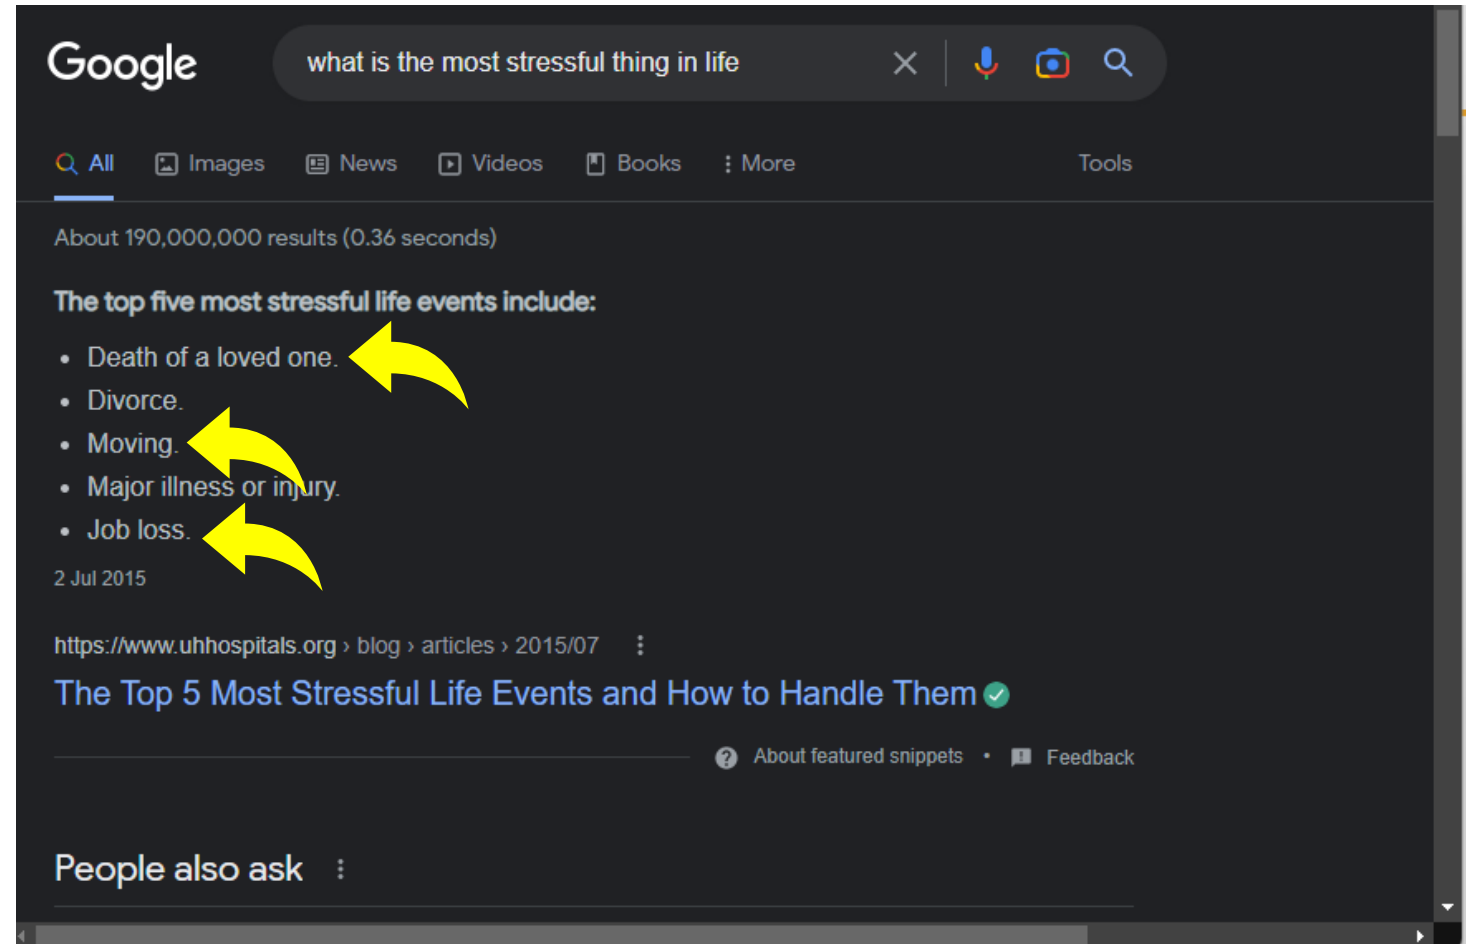 Google
what is the most stressful thing in life
All Images News Videos Books More Tools
About 190,000,000 results (0.36 seconds)
The top five most stressful life events include:
• Death of a loved one.
• Divorce.
• Moving.
• Major illness or injury.
• Job loss.
2 Jul 2015
https://www.uhhospitals.org › blog › articles › 2015/07
The Top 5 Most Stressful Life Events and How to Handle Them
About featured snippets • Feedback
People also ask